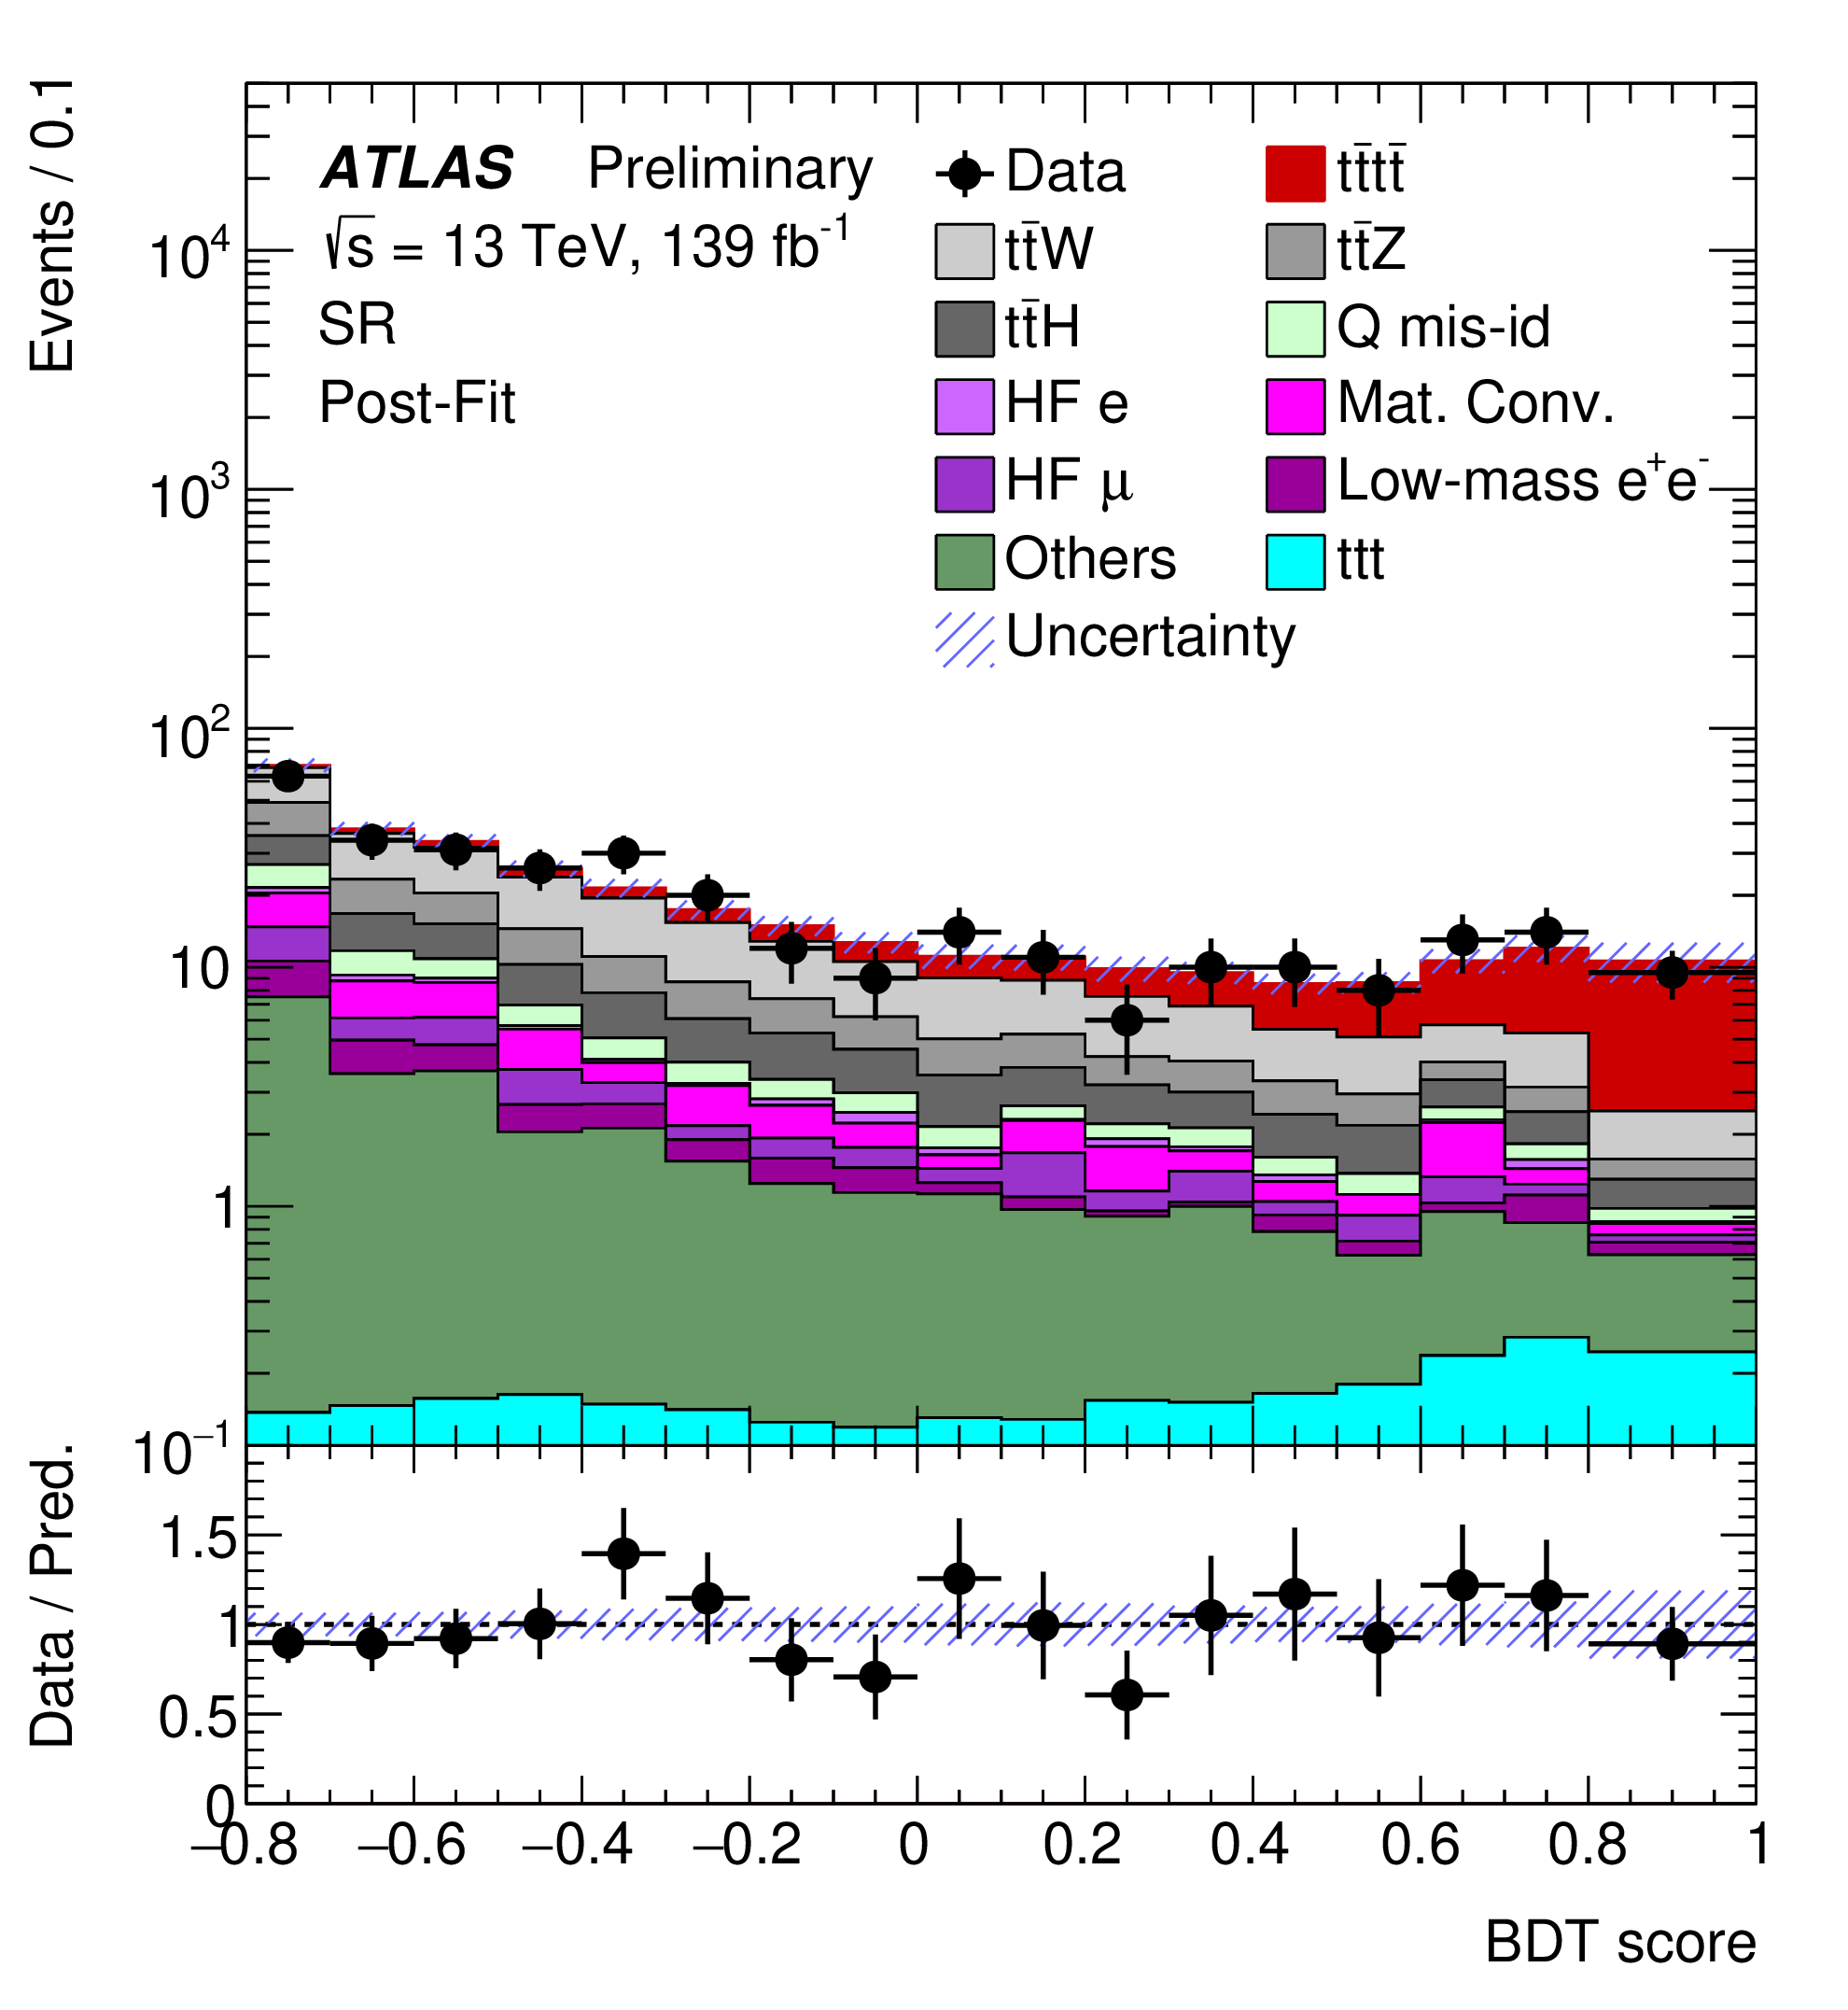 Events / 0.1
10⁴
10³
10²
10
1
10⁻¹
ATLAS Preliminary
√s = 13 TeV, 139 fb⁻¹
SR
Post-Fit
Data
tt̄tt̄
tt̄W
tt̄Z
tt̄H
Q mis-id
HF e
Mat. Conv.
HF μ
Low-mass e⁺e⁻
Others
ttt
Uncertainty
Data / Pred.
1.5
1
0.5
0
−0.8 −0.6 −0.4 −0.2 0 0.2 0.4 0.6 0.8 1
BDT score